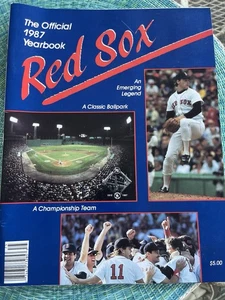 The Official
1987
Yearbook
Red Sox
An
Emerging
Legend
A Classic Ballpark
A Championship Team
11
$5.00